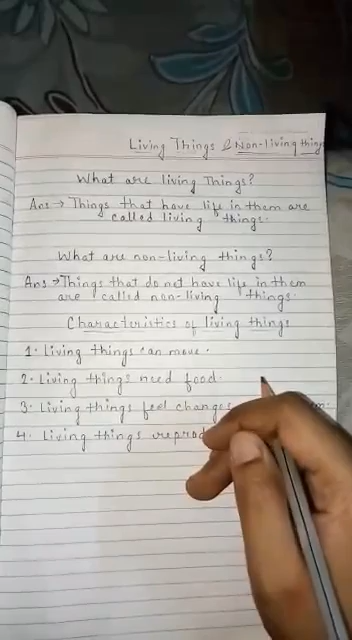 Living Things & Non-living thing
What are living Things?
Ans → Things that have life in them are
called living things.
What are non-living things?
Ans → Things that do not have life in them
are called non-living things.
Characteristics of living things
1. Living things can move.
2. Living things need food.
3. Living things feel changes
4. Living things reprod